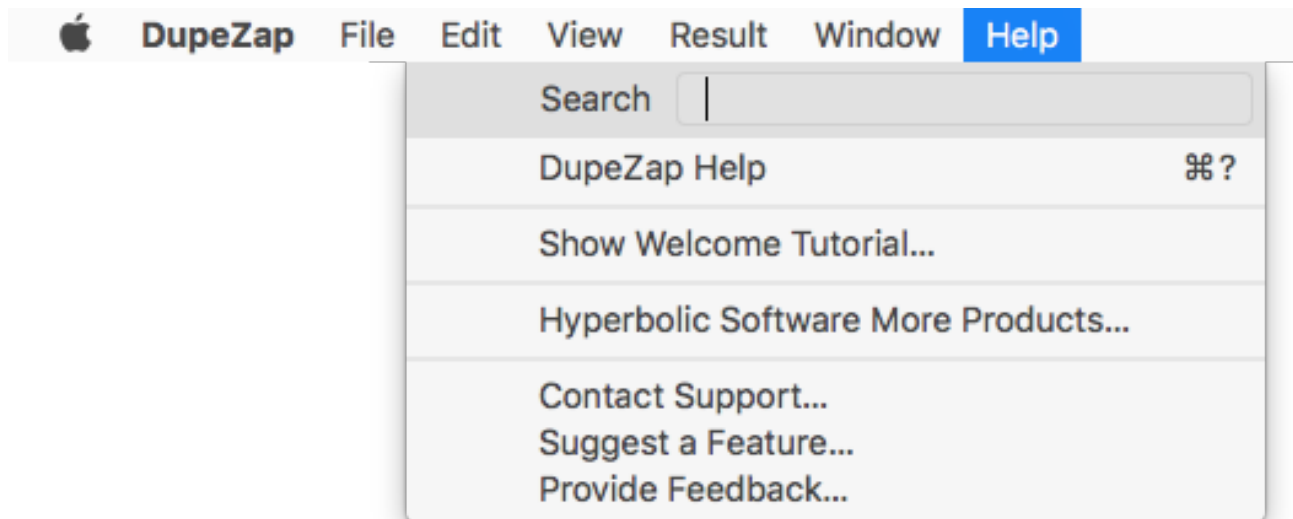 DupeZap File Edit View Result Window Help
Search
DupeZap Help ⌘?
Show Welcome Tutorial...
Hyperbolic Software More Products...
Contact Support...
Suggest a Feature...
Provide Feedback...